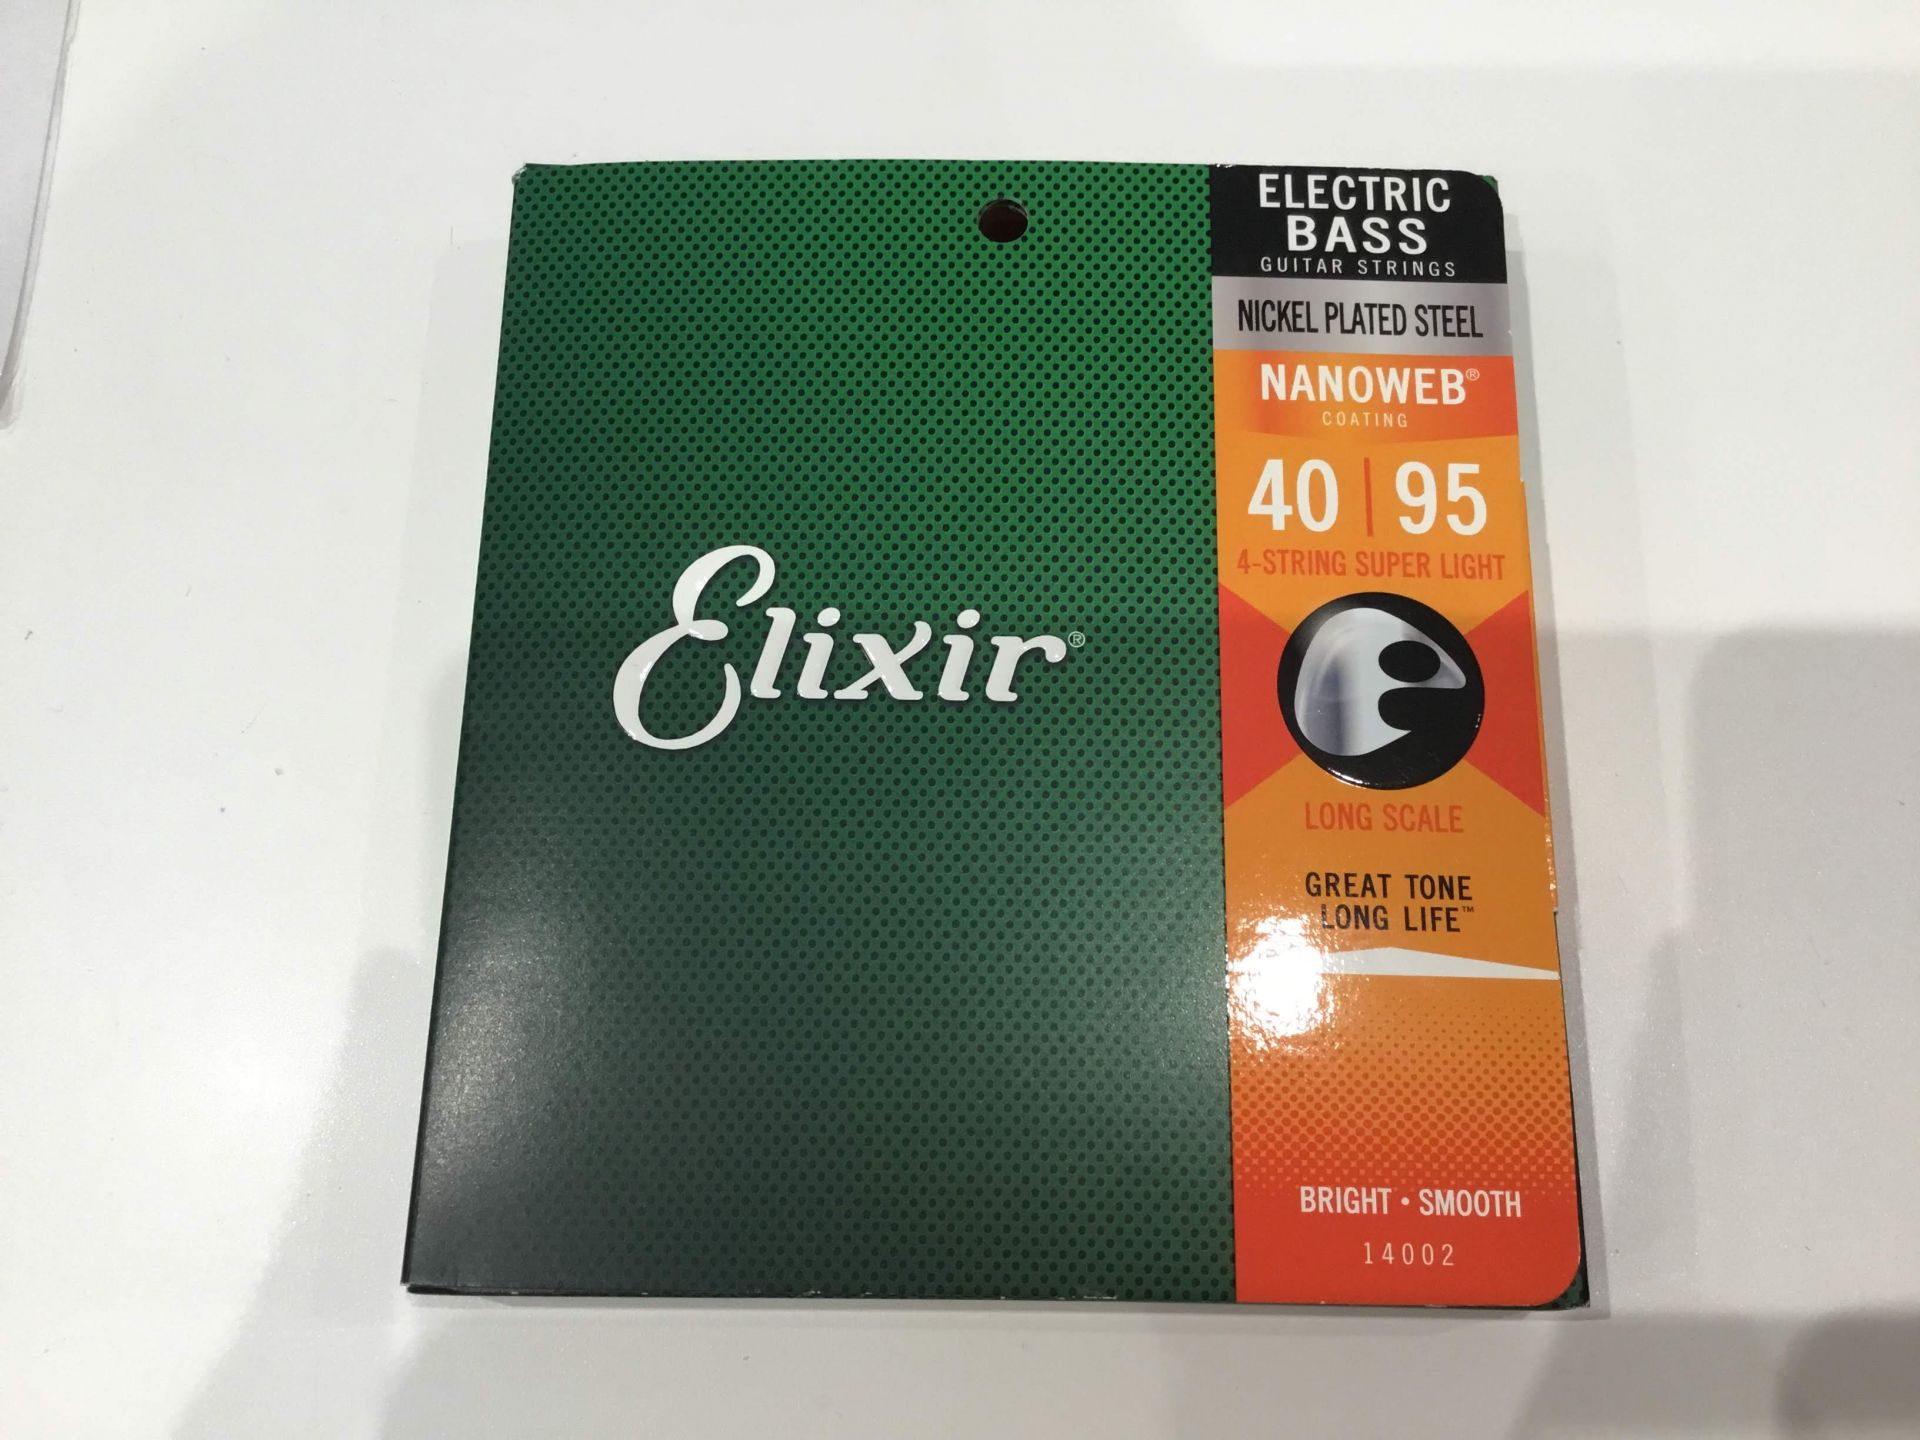 Elixir®
ELECTRIC
BASS
GUITAR STRINGS
NICKEL PLATED STEEL
NANOWEB®
COATING
40 | 95
4-STRING SUPER LIGHT
LONG SCALE
GREAT TONE
LONG LIFE™
BRIGHT • SMOOTH
14002